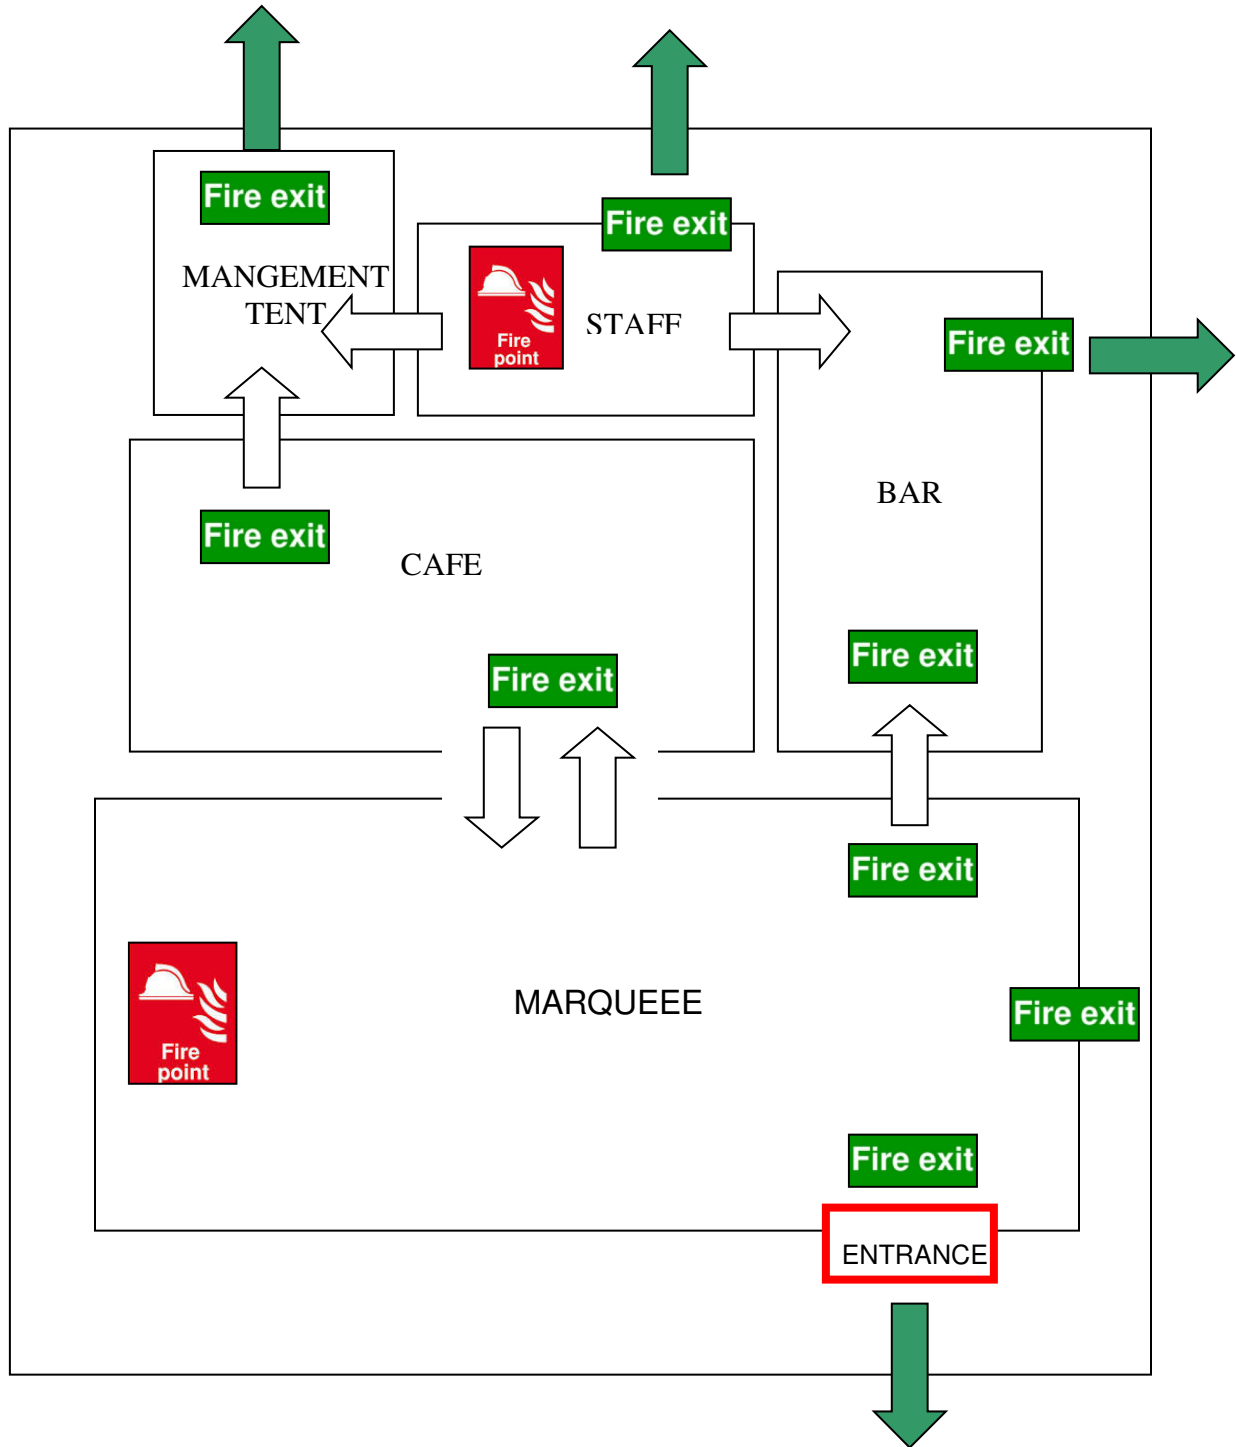 Fire exit
Fire exit
MANGEMENT
TENT
Fire
point
STAFF
Fire exit
BAR
Fire exit
CAFE
Fire exit
Fire exit
Fire exit
MARQUEEE
Fire exit
Fire
point
Fire exit
ENTRANCE